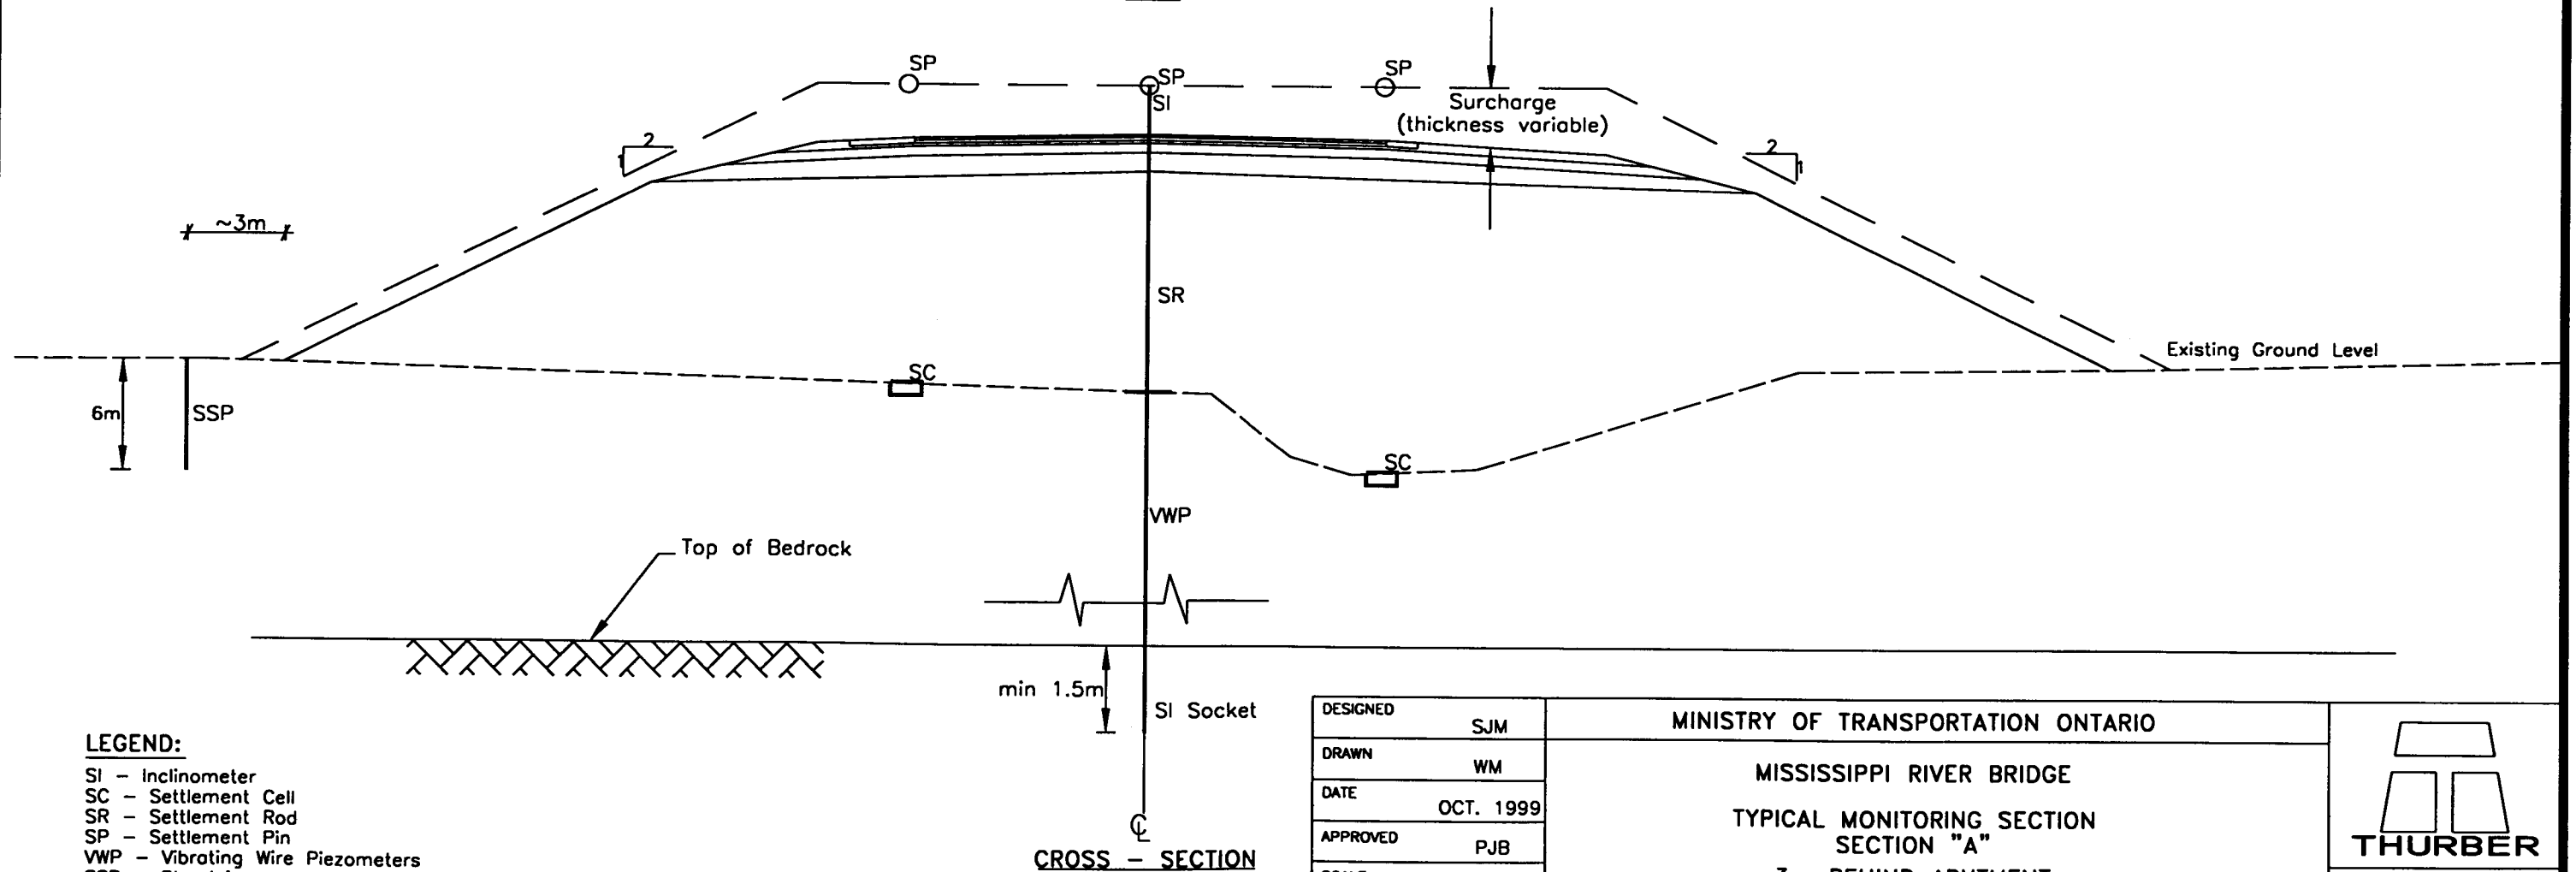 SP
SP
SP
SI
Surcharge
(thickness variable)
2
1
2
1
~3m
SR
Existing Ground Level
SC
6m
SSP
SC
VWP
Top of Bedrock
min 1.5m
SI Socket
LEGEND:
SI – Inclinometer
SC – Settlement Cell
SR – Settlement Rod
SP – Settlement Pin
VWP – Vibrating Wire Piezometers
℄
CROSS – SECTION
DESIGNED
SJM
DRAWN
WM
DATE
OCT. 1999
APPROVED
PJB
MINISTRY OF TRANSPORTATION ONTARIO
MISSISSIPPI RIVER BRIDGE
TYPICAL MONITORING SECTION
SECTION "A"
BEHIND ABUTMENT
THURBER